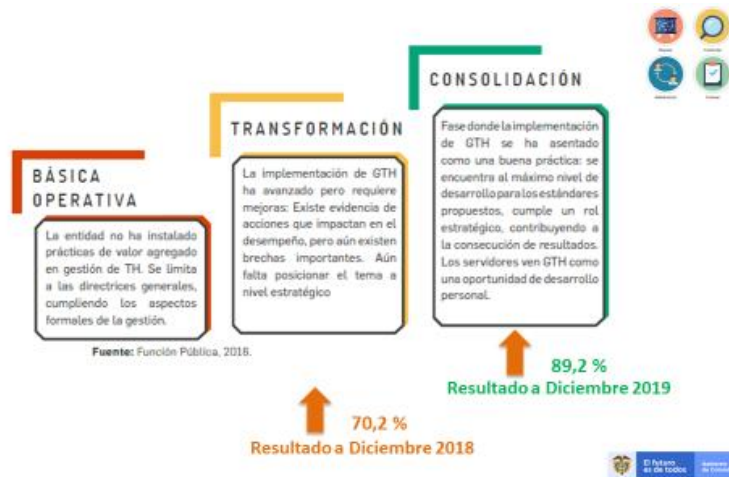 CONSOLIDACIÓN
Fase donde la implementación
de GTH se ha asentado
como una buena práctica: se
encuentra al máximo nivel de
desarrollo para los estándares
propuestos, cumple un rol
estratégico, contribuyendo a
la consecución de resultados.
Los servidores ven GTH como
una oportunidad de desarrollo
personal.
TRANSFORMACIÓN
La implementación de GTH
ha avanzado pero requiere
mejoras: Existe evidencia de
acciones que impactan en el
desempeño, pero aún existen
brechas importantes. Aún
falta posicionar el tema a
nivel estratégico
BÁSICA
OPERATIVA
La entidad no ha instalado
prácticas de valor agregado
en gestión de TH. Se limita
a las directrices generales,
cumpliendo los aspectos
formales de la gestión.
Fuente: Función Pública, 2016.
89,2 %
Resultado a Diciembre 2019
70,2 %
Resultado a Diciembre 2018
El futuro
es de todos